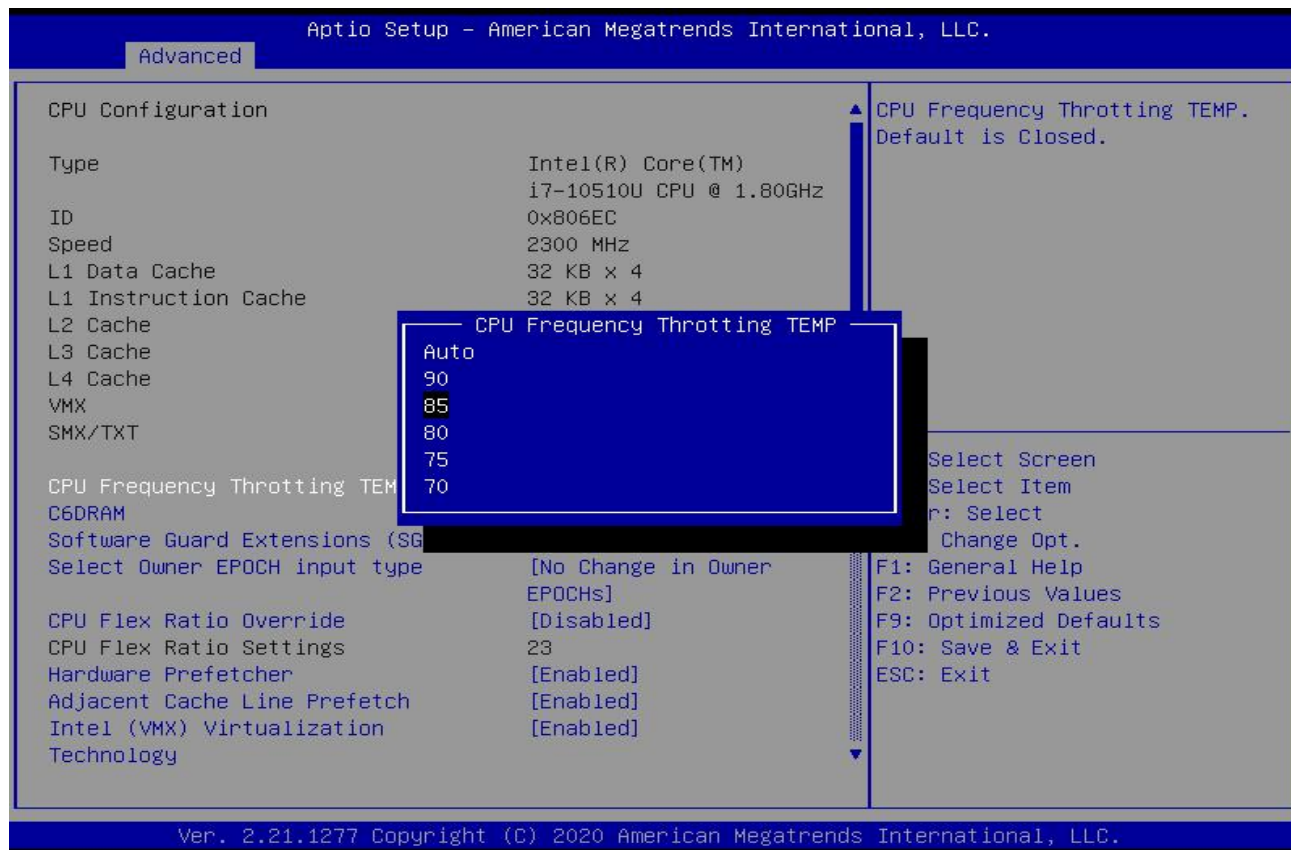 Aptio Setup – American Megatrends International, LLC.
Advanced
CPU Configuration
Type Intel(R) Core(TM)
i7-10510U CPU @ 1.80GHz
ID 0x806EC
Speed 2300 MHz
L1 Data Cache 32 KB x 4
L1 Instruction Cache 32 KB x 4
L2 Cache
L3 Cache
L4 Cache
VMX
SMX/TXT
CPU Frequency Throtting TEM
C6DRAM
Software Guard Extensions (SG
Select Owner EPOCH input type [No Change in Owner
EPOCHs]
CPU Flex Ratio Override [Disabled]
CPU Flex Ratio Settings 23
Hardware Prefetcher [Enabled]
Adjacent Cache Line Prefetch [Enabled]
Intel (VMX) Virtualization [Enabled]
Technology
CPU Frequency Throtting TEMP
Auto
90
85
80
75
70
CPU Frequency Throtting TEMP.
Default is Closed.
Select Screen
Select Item
r: Select
Change Opt.
F1: General Help
F2: Previous Values
F9: Optimized Defaults
F10: Save & Exit
ESC: Exit
Ver. 2.21.1277 Copyright (C) 2020 American Megatrends International, LLC.